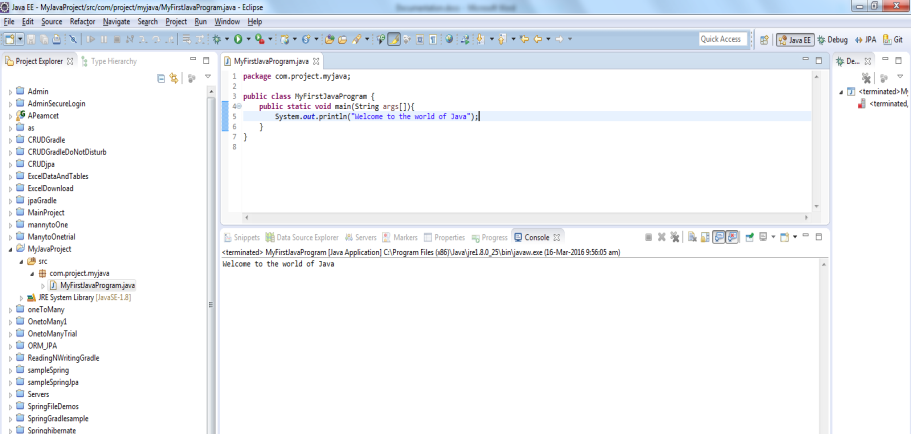 Java EE - MyJavaProject/src/com/project/myjava/MyFirstJavaProgram.java - Eclipse
File Edit Source Refactor Navigate Search Project Run Window Help
Quick Access
Java EE Debug JPA Git
Project Explorer Type Hierarchy
Admin
AdminSecureLogin
APeamcet
as
CRUDGradle
CRUDGradleDoNotDisturb
CRUDjpa
ExcelDataAndTables
ExcelDownload
jpaGradle
MainProject
mannytoOne
ManytoOnetrial
MyJavaProject
src
com.project.myjava
MyFirstJavaProgram.java
JRE System Library [JavaSE-1.8]
oneToMany
OnetoMany1
OnetoManyTrial
ORM_JPA
ReadingNWritingGradle
sampleSpring
sampleSpringJpa
Servers
SpringFileDemos
SpringGradlesample
Springhibernate
MyFirstJavaProgram.java
1 package com.project.myjava;
2
3 public class MyFirstJavaProgram {
4 public static void main(String args[]){
5 System.out.println("Welcome to the world of Java");
6 }
7 }
8
Snippets Data Source Explorer Servers Markers Properties Progress Console
<terminated> MyFirstJavaProgram [Java Application] C:\Program Files (x86)\Java\jre1.8.0_25\bin\javaw.exe (16-Mar-2016 9:56:05 am)
Welcome to the world of Java
De...
<terminated>My
<terminated,